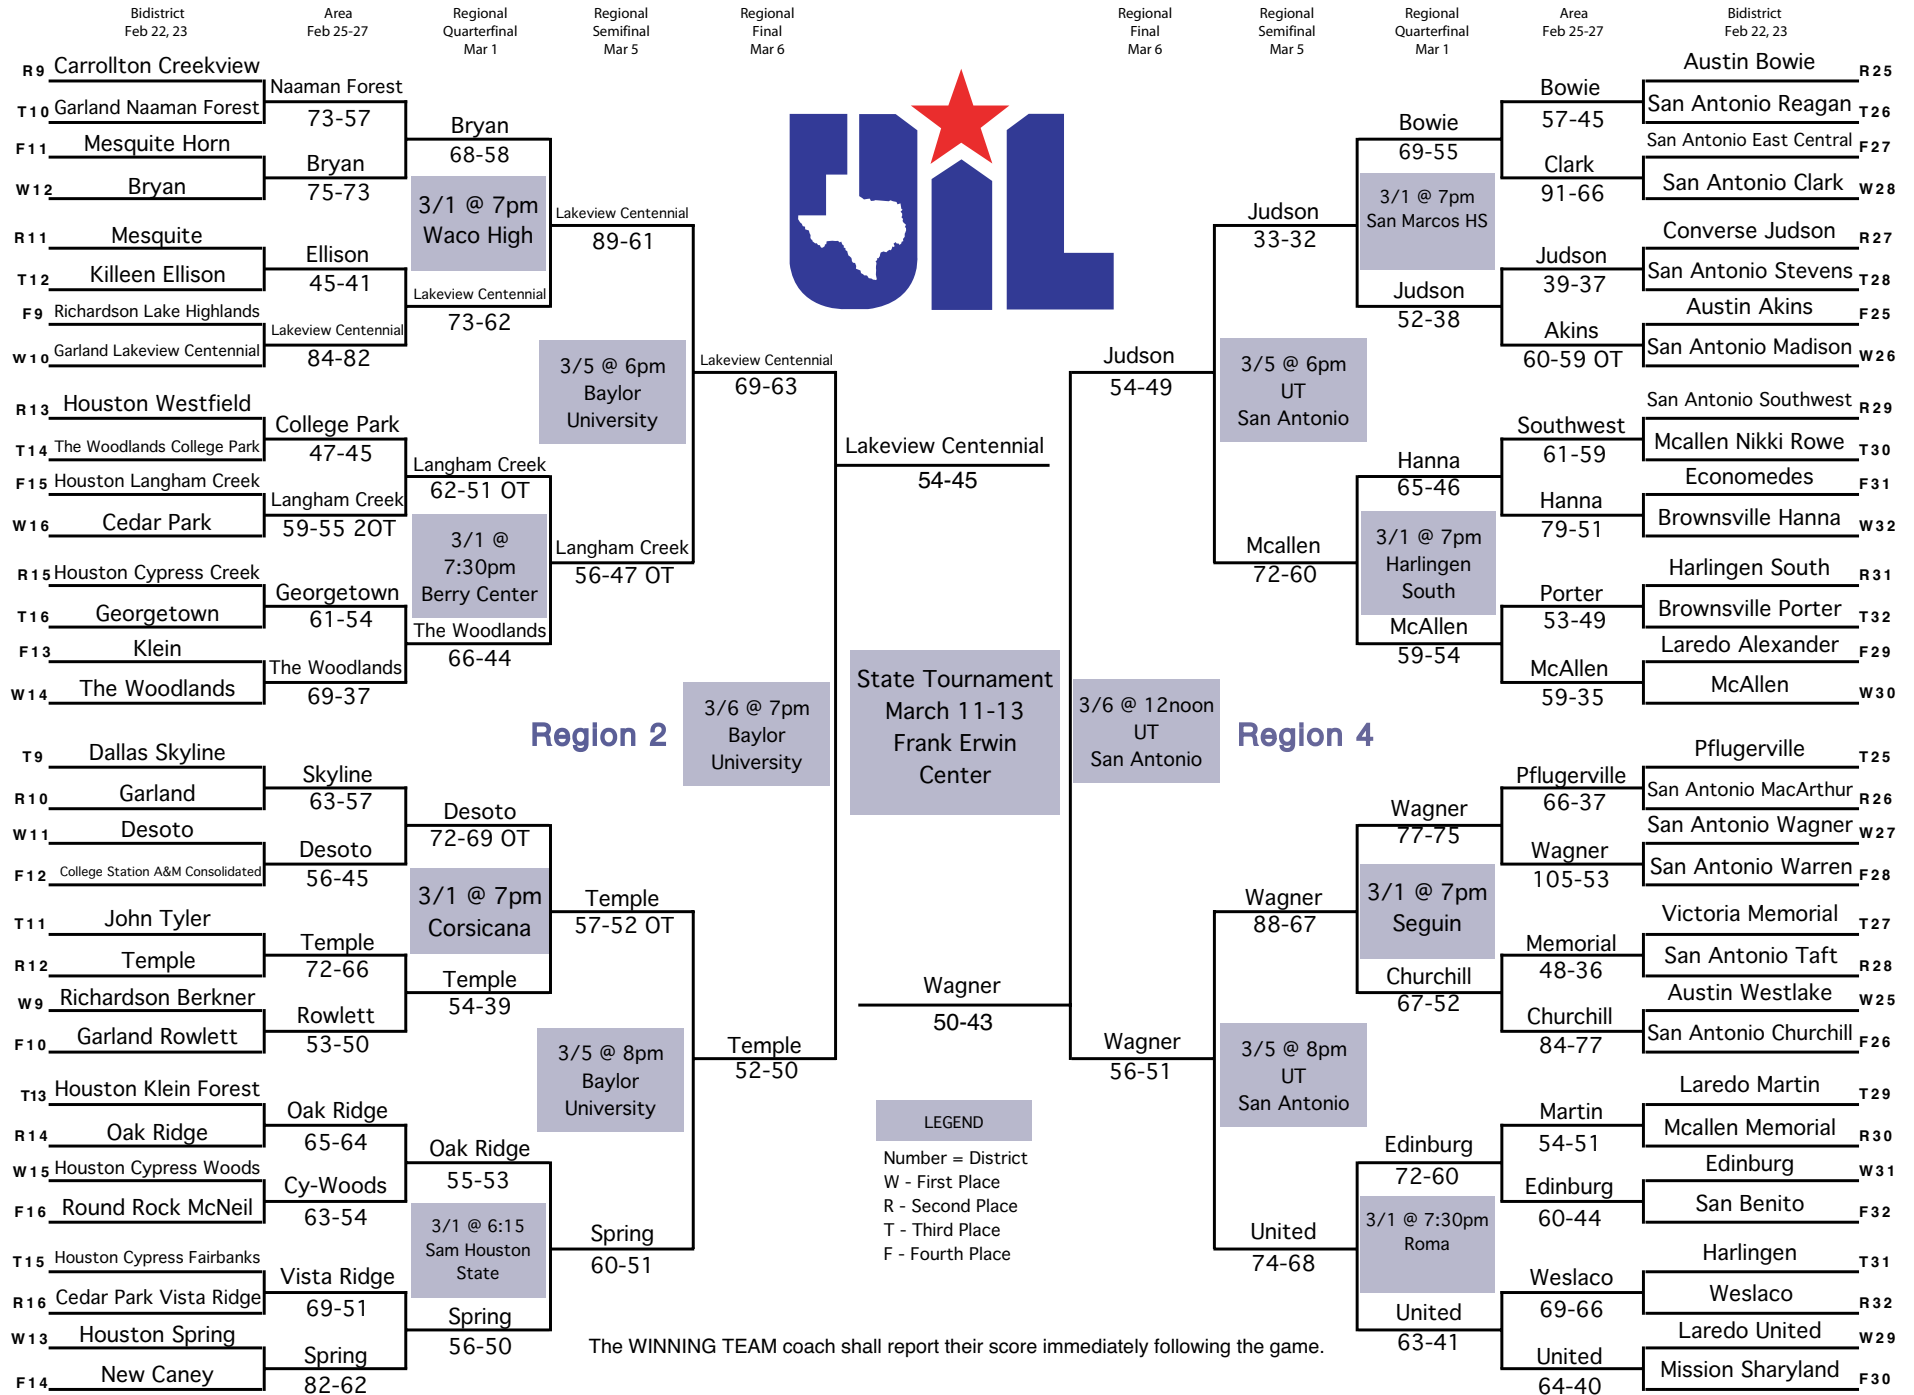 Bidistrict
Feb 22, 23
Area
Feb 25-27
Regional
Quarterfinal
Mar 1
Regional
Semifinal
Mar 5
Regional
Final
Mar 6
Regional
Final
Mar 6
Regional
Semifinal
Mar 5
Regional
Quarterfinal
Mar 1
Area
Feb 25-27
Bidistrict
Feb 22, 23
R9 Carrollton Creekview
T10 Garland Naaman Forest
F11 Mesquite Horn
W12 Bryan
R11 Mesquite
T12 Killeen Ellison
F9 Richardson Lake Highlands
W10 Garland Lakeview Centennial
R13 Houston Westfield
T14 The Woodlands College Park
F15 Houston Langham Creek
W16 Cedar Park
R15 Houston Cypress Creek
T16 Georgetown
F13 Klein
W14 The Woodlands
T9 Dallas Skyline
R10 Garland
W11 Desoto
F12 College Station A&M Consolidated
T11 John Tyler
R12 Temple
W9 Richardson Berkner
F10 Garland Rowlett
T13 Houston Klein Forest
R14 Oak Ridge
W15 Houston Cypress Woods
F16 Round Rock McNeil
T15 Houston Cypress Fairbanks
R16 Cedar Park Vista Ridge
W13 Houston Spring
F14 New Caney
Naaman Forest
73-57
Bryan
75-73
Ellison
45-41
Lakeview Centennial
84-82
College Park
47-45
Langham Creek
59-55 2OT
Georgetown
61-54
The Woodlands
69-37
Skyline
63-57
Desoto
56-45
Temple
72-66
Rowlett
53-50
Oak Ridge
65-64
Cy-Woods
63-54
Vista Ridge
69-51
Spring
82-62
Bryan
68-58
3/1 @ 7pm
Waco High
Lakeview Centennial
73-62
Langham Creek
62-51 OT
3/1 @
7:30pm
Berry Center
The Woodlands
66-44
Desoto
72-69 OT
3/1 @ 7pm
Corsicana
Temple
54-39
Oak Ridge
55-53
3/1 @ 6:15
Sam Houston
State
Spring
56-50
Lakeview Centennial
89-61
3/5 @ 6pm
Baylor
University
Langham Creek
56-47 OT
Region 2
Temple
57-52 OT
3/5 @ 8pm
Baylor
University
Spring
60-51
Lakeview Centennial
69-63
3/6 @ 7pm
Baylor
University
Temple
52-50
UIL
Lakeview Centennial
54-45
State Tournament
March 11-13
Frank Erwin
Center
Wagner
50-43
LEGEND
Number = District
W - First Place
R - Second Place
T - Third Place
F - Fourth Place
Judson
54-49
3/6 @ 12noon
UT
San Antonio
Wagner
56-51
Judson
33-32
3/5 @ 6pm
UT
San Antonio
Mcallen
72-60
Region 4
Wagner
88-67
3/5 @ 8pm
UT
San Antonio
United
74-68
Bowie
69-55
3/1 @ 7pm
San Marcos HS
Judson
52-38
Hanna
65-46
3/1 @ 7pm
Harlingen
South
McAllen
59-54
Wagner
77-75
3/1 @ 7pm
Seguin
Churchill
67-52
Edinburg
72-60
3/1 @ 7:30pm
Roma
United
63-41
Bowie
57-45
Clark
91-66
Judson
39-37
Akins
60-59 OT
Southwest
61-59
Hanna
79-51
Porter
53-49
McAllen
59-35
Pflugerville
66-37
Wagner
105-53
Memorial
48-36
Churchill
84-77
Martin
54-51
Edinburg
60-44
Weslaco
69-66
United
64-40
Austin Bowie R25
San Antonio Reagan T26
San Antonio East Central F27
San Antonio Clark W28
Converse Judson R27
San Antonio Stevens T28
Austin Akins F25
San Antonio Madison W26
San Antonio Southwest R29
Mcallen Nikki Rowe T30
Economedes F31
Brownsville Hanna W32
Harlingen South R31
Brownsville Porter T32
Laredo Alexander F29
McAllen W30
Pflugerville T25
San Antonio MacArthur R26
San Antonio Wagner W27
San Antonio Warren F28
Victoria Memorial T27
San Antonio Taft R28
Austin Westlake W25
San Antonio Churchill F26
Laredo Martin T29
Mcallen Memorial R30
Edinburg W31
San Benito F32
Harlingen T31
Weslaco R32
Laredo United W29
Mission Sharyland F30
The WINNING TEAM coach shall report their score immediately following the game.